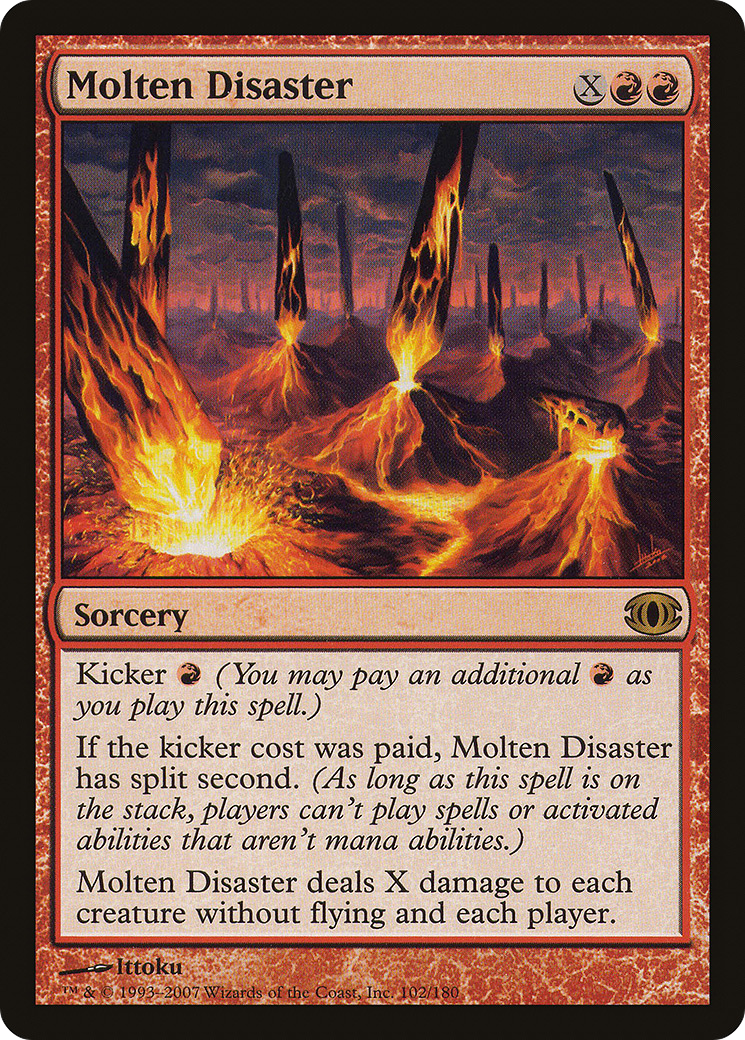 Molten Disaster X
Sorcery
Kicker (You may pay an additional as
you play this spell.)
If the kicker cost was paid, Molten Disaster
has split second. (As long as this spell is on
the stack, players can't play spells or activated
abilities that aren't mana abilities.)
Molten Disaster deals X damage to each
creature without flying and each player.
Ittoku
™ & © 1993–2007 Wizards of the Coast, Inc. 102/180